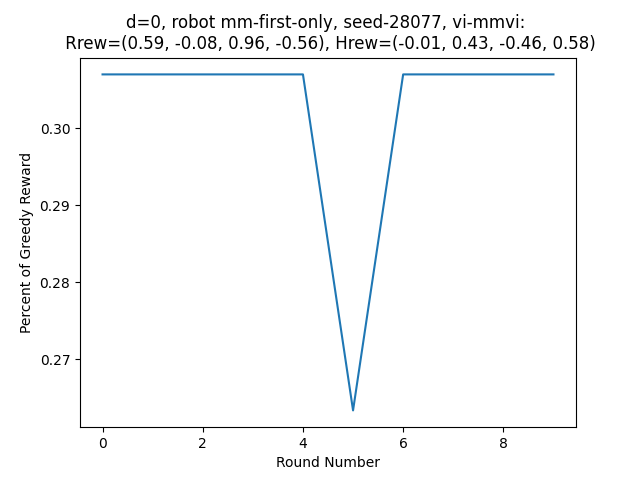 d=0, robot mm-first-only, seed-28077, vi-mmvi:
Rrew=(0.59, -0.08, 0.96, -0.56), Hrew=(-0.01, 0.43, -0.46, 0.58)
Percent of Greedy Reward
0.30
0.29
0.28
0.27
0 2 4 6 8
Round Number